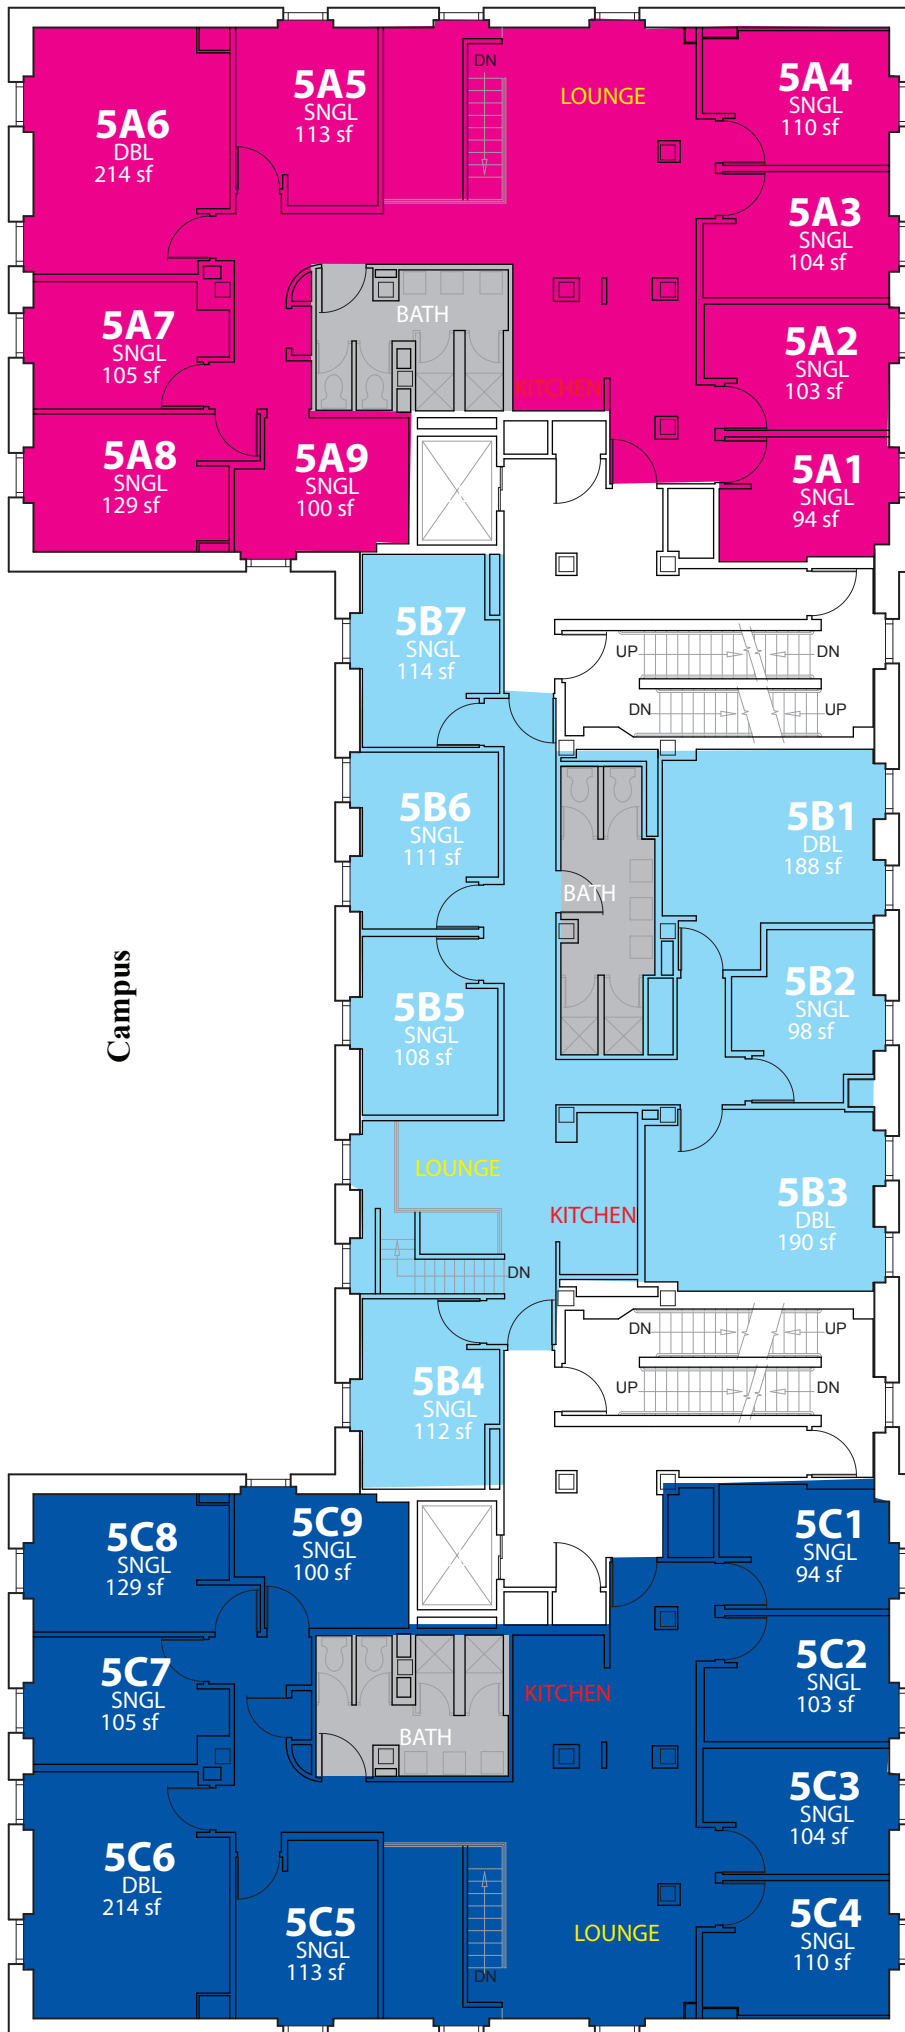 DN
LOUNGE
5A6
DBL
214 sf
5A5
SNGL
113 sf
5A4
SNGL
110 sf
5A3
SNGL
104 sf
BATH
5A7
SNGL
105 sf
5A2
SNGL
103 sf
KITCHEN
5A8
SNGL
129 sf
5A9
SNGL
100 sf
5A1
SNGL
94 sf
5B7
SNGL
114 sf
UP
DN
DN
UP
5B6
SNGL
111 sf
5B1
DBL
188 sf
BATH
Campus
5B5
SNGL
108 sf
5B2
SNGL
98 sf
LOUNGE
KITCHEN
5B3
DBL
190 sf
DN
DN
UP
UP
DN
5B4
SNGL
112 sf
5C8
SNGL
129 sf
5C9
SNGL
100 sf
5C1
SNGL
94 sf
5C7
SNGL
105 sf
KITCHEN
5C2
SNGL
103 sf
BATH
5C3
SNGL
104 sf
5C6
DBL
214 sf
5C5
SNGL
113 sf
LOUNGE
DN
5C4
SNGL
110 sf